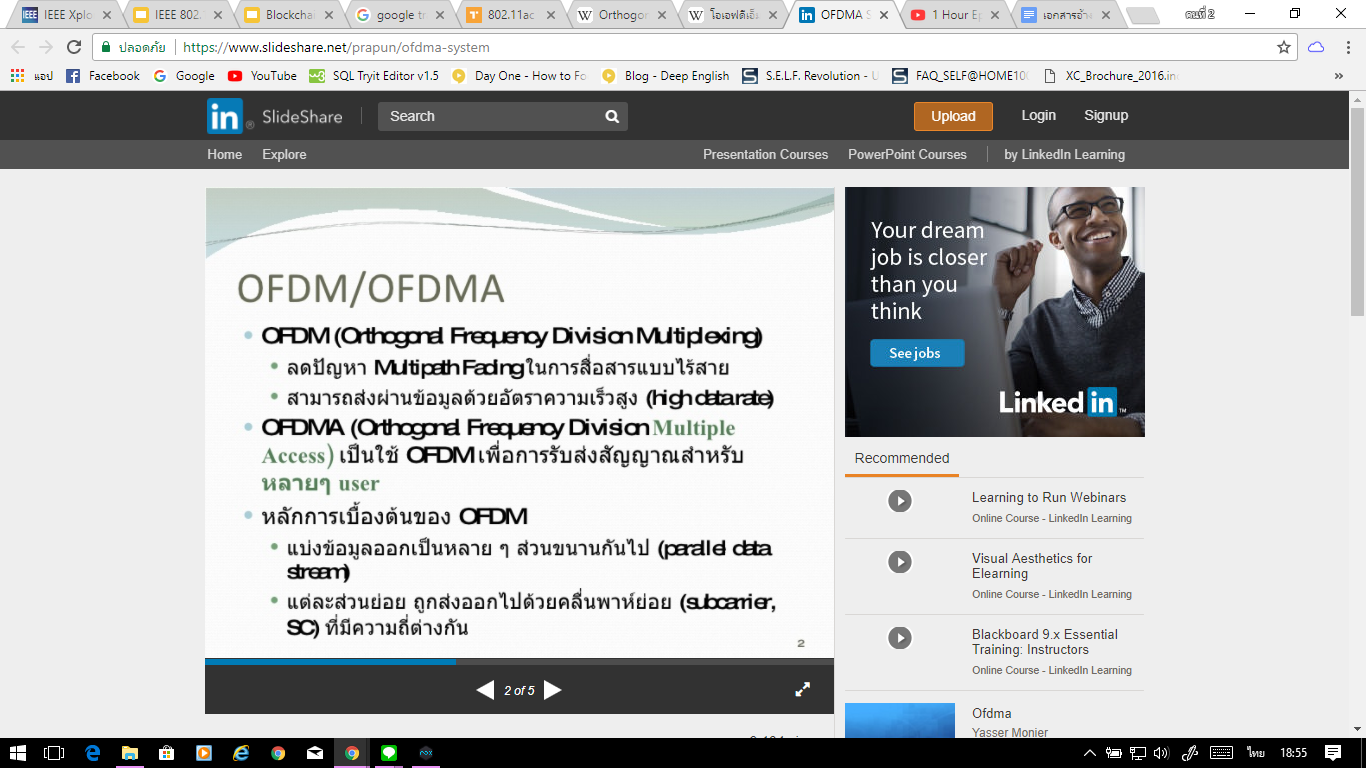 IEEE Xplo
IEEE 802.
Blockchai
google tr
802.11ac
Orthogor
โอเอฟดีเอ็
OFDMA S
1 Hour Ep
เอกสารอ้า
คนที่ 2
ปลอดภัย
https://www.slideshare.net/prapun/ofdma-system
แอป
Facebook
Google
YouTube
SQL Tryit Editor v1.5
Day One - How to Fo
Blog - Deep English
S.E.L.F. Revolution - U
FAQ_SELF@HOME100
XC_Brochure_2016.in
»
in SlideShare
Search
Upload
Login
Signup
Home
Explore
Presentation Courses
PowerPoint Courses
by LinkedIn Learning
OFDM/OFDMA
OFDM (Orthogonal Frequency Division Multiplexing)
ลดปัญหา Multipath Fading ในการสื่อสารแบบไร้สาย
สามารถส่งผ่านข้อมูลด้วยอัตราความเร็วสูง (high data rate)
OFDMA (Orthogonal Frequency Division Multiple
Access) เป็นใช้ OFDM เพื่อการรับส่งสัญญาณสำหรับ
หลายๆ user
หลักการเบื้องต้นของ OFDM
แบ่งข้อมูลออกเป็นหลาย ๆ ส่วนขนานกันไป (parallel data
stream)
แต่ละส่วนย่อย ถูกส่งออกไปด้วยคลื่นพาห์ย่อย (subcarrier,
SC) ที่มีความถี่ต่างกัน
2
2 of 5
Your dream
job is closer
than you
think
See jobs
Linked in
Recommended
Learning to Run Webinars
Online Course - LinkedIn Learning
Visual Aesthetics for
Elearning
Online Course - LinkedIn Learning
Blackboard 9.x Essential
Training: Instructors
Online Course - LinkedIn Learning
Ofdma
Yasser Monier
ไทย
18:55